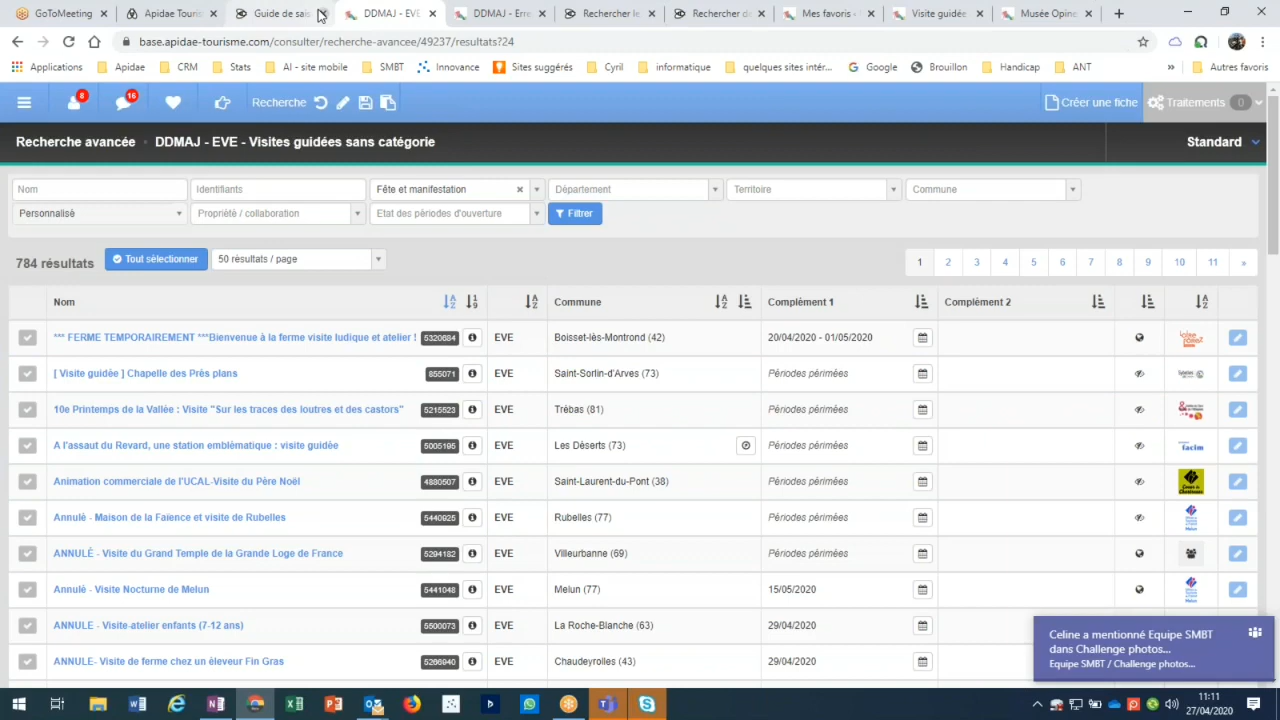 GoToMeeting
Apidae Touris
Guide de sais
DDMAJ - EVE
DDMAJ - Erre
Rechercher le
Rechercher da
Mes favoris
Visite guidée
Musée Opine
base.apidae-tourisme.com/consulter/recherche-avancee/49237/results?24
Applications
Apidae
CRM
Stats
AI - site mobile
SMBT
Innovance
Sites suggérés
Cyril
informatique
quelques sites intér...
Google
Brouillon
Handicap
ANT
»
Autres favoris
8
16
Recherche
Créer une fiche
Traitements
0
Recherche avancée · DDMAJ - EVE - Visites guidées sans catégorie
Standard
Nom
Identifiants
Fête et manifestation
Département
Territoire
Commune
Personnalisé
Propriété / collaboration
Etat des périodes d'ouverture
Filtrer
784 résultats
Tout sélectionner
50 résultats / page
1 2 3 4 5 6 7 8 9 10 11 »
Nom
Commune
Complément 1
Complément 2
*** FERME TEMPORAIREMENT ***Bienvenue à la ferme visite ludique et atelier ! 5320684 EVE Boisset-lès-Montrond (42) 20/04/2020 - 01/05/2020
[ Visite guidée ] Chapelle des Près plans 855071 EVE Saint-Sorlin-d'Arves (73) Périodes périmées
10e Printemps de la Vallée : Visite "Sur les traces des loutres et des castors" 5215523 EVE Trébas (81) Périodes périmées
A l'assaut du Revard, une station emblématique : visite guidée 5005195 EVE Les Déserts (73) Périodes périmées
facim
Animation commerciale de l'UCAL-Visite du Père Noël 4880507 EVE Saint-Laurent-du-Pont (38) Périodes périmées
Annulé - Maison de la Faïence et visite de Rubelles 5440925 EVE Rubelles (77) Périodes périmées
ANNULÉ - Visite du Grand Temple de la Grande Loge de France 5294182 EVE Villeurbanne (69) Périodes périmées
Annulé - Visite Nocturne de Melun 5441048 EVE Melun (77) 15/05/2020
ANNULE - Visite-atelier enfants (7-12 ans) 5500073 EVE La Roche-Blanche (63) 29/04/2020
ANNULE- Visite de ferme chez un éleveur Fin Gras 5266940 EVE Chaudeyrolles (43) 29/04/2020
Celine a mentionné Equipe SMBT
dans Challenge photos...
Equipe SMBT / Challenge photos...
11:11
27/04/2020